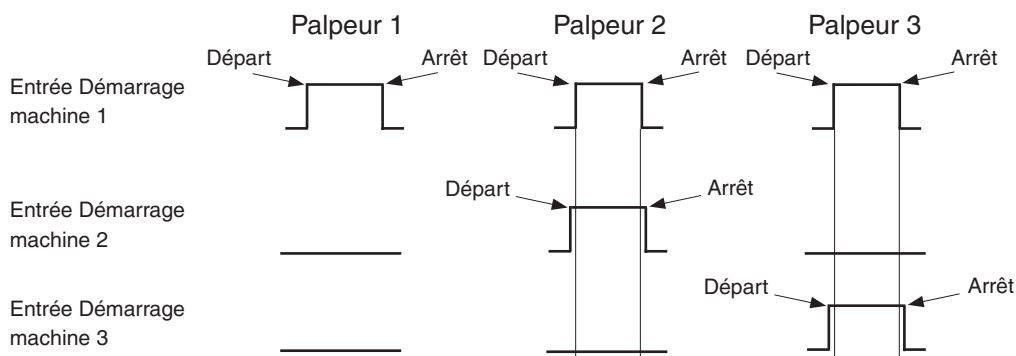 Palpeur 1 Palpeur 2 Palpeur 3
Départ Arrêt Départ Arrêt Départ Arrêt
Entrée Démarrage
machine 1
Départ Arrêt
Entrée Démarrage
machine 2
Départ Arrêt
Entrée Démarrage
machine 3